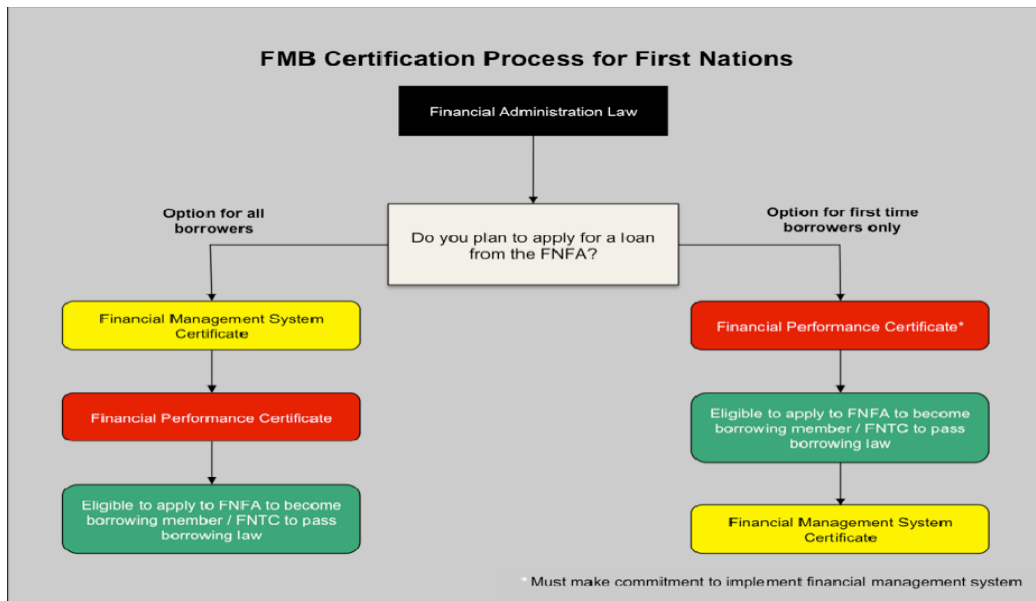 FMB Certification Process for First Nations
Financial Administration Law
Option for all
borrowers
Do you plan to apply for a loan
from the FNFA?
Option for first time
borrowers only
Financial Management System
Certificate
Financial Performance Certificate
Eligible to apply to FNFA to become
borrowing member / FNTC to pass
borrowing law
Financial Performance Certificate*
Eligible to apply to FNFA to become
borrowing member / FNTC to pass
borrowing law
Financial Management System
Certificate
* Must make commitment to implement financial management system